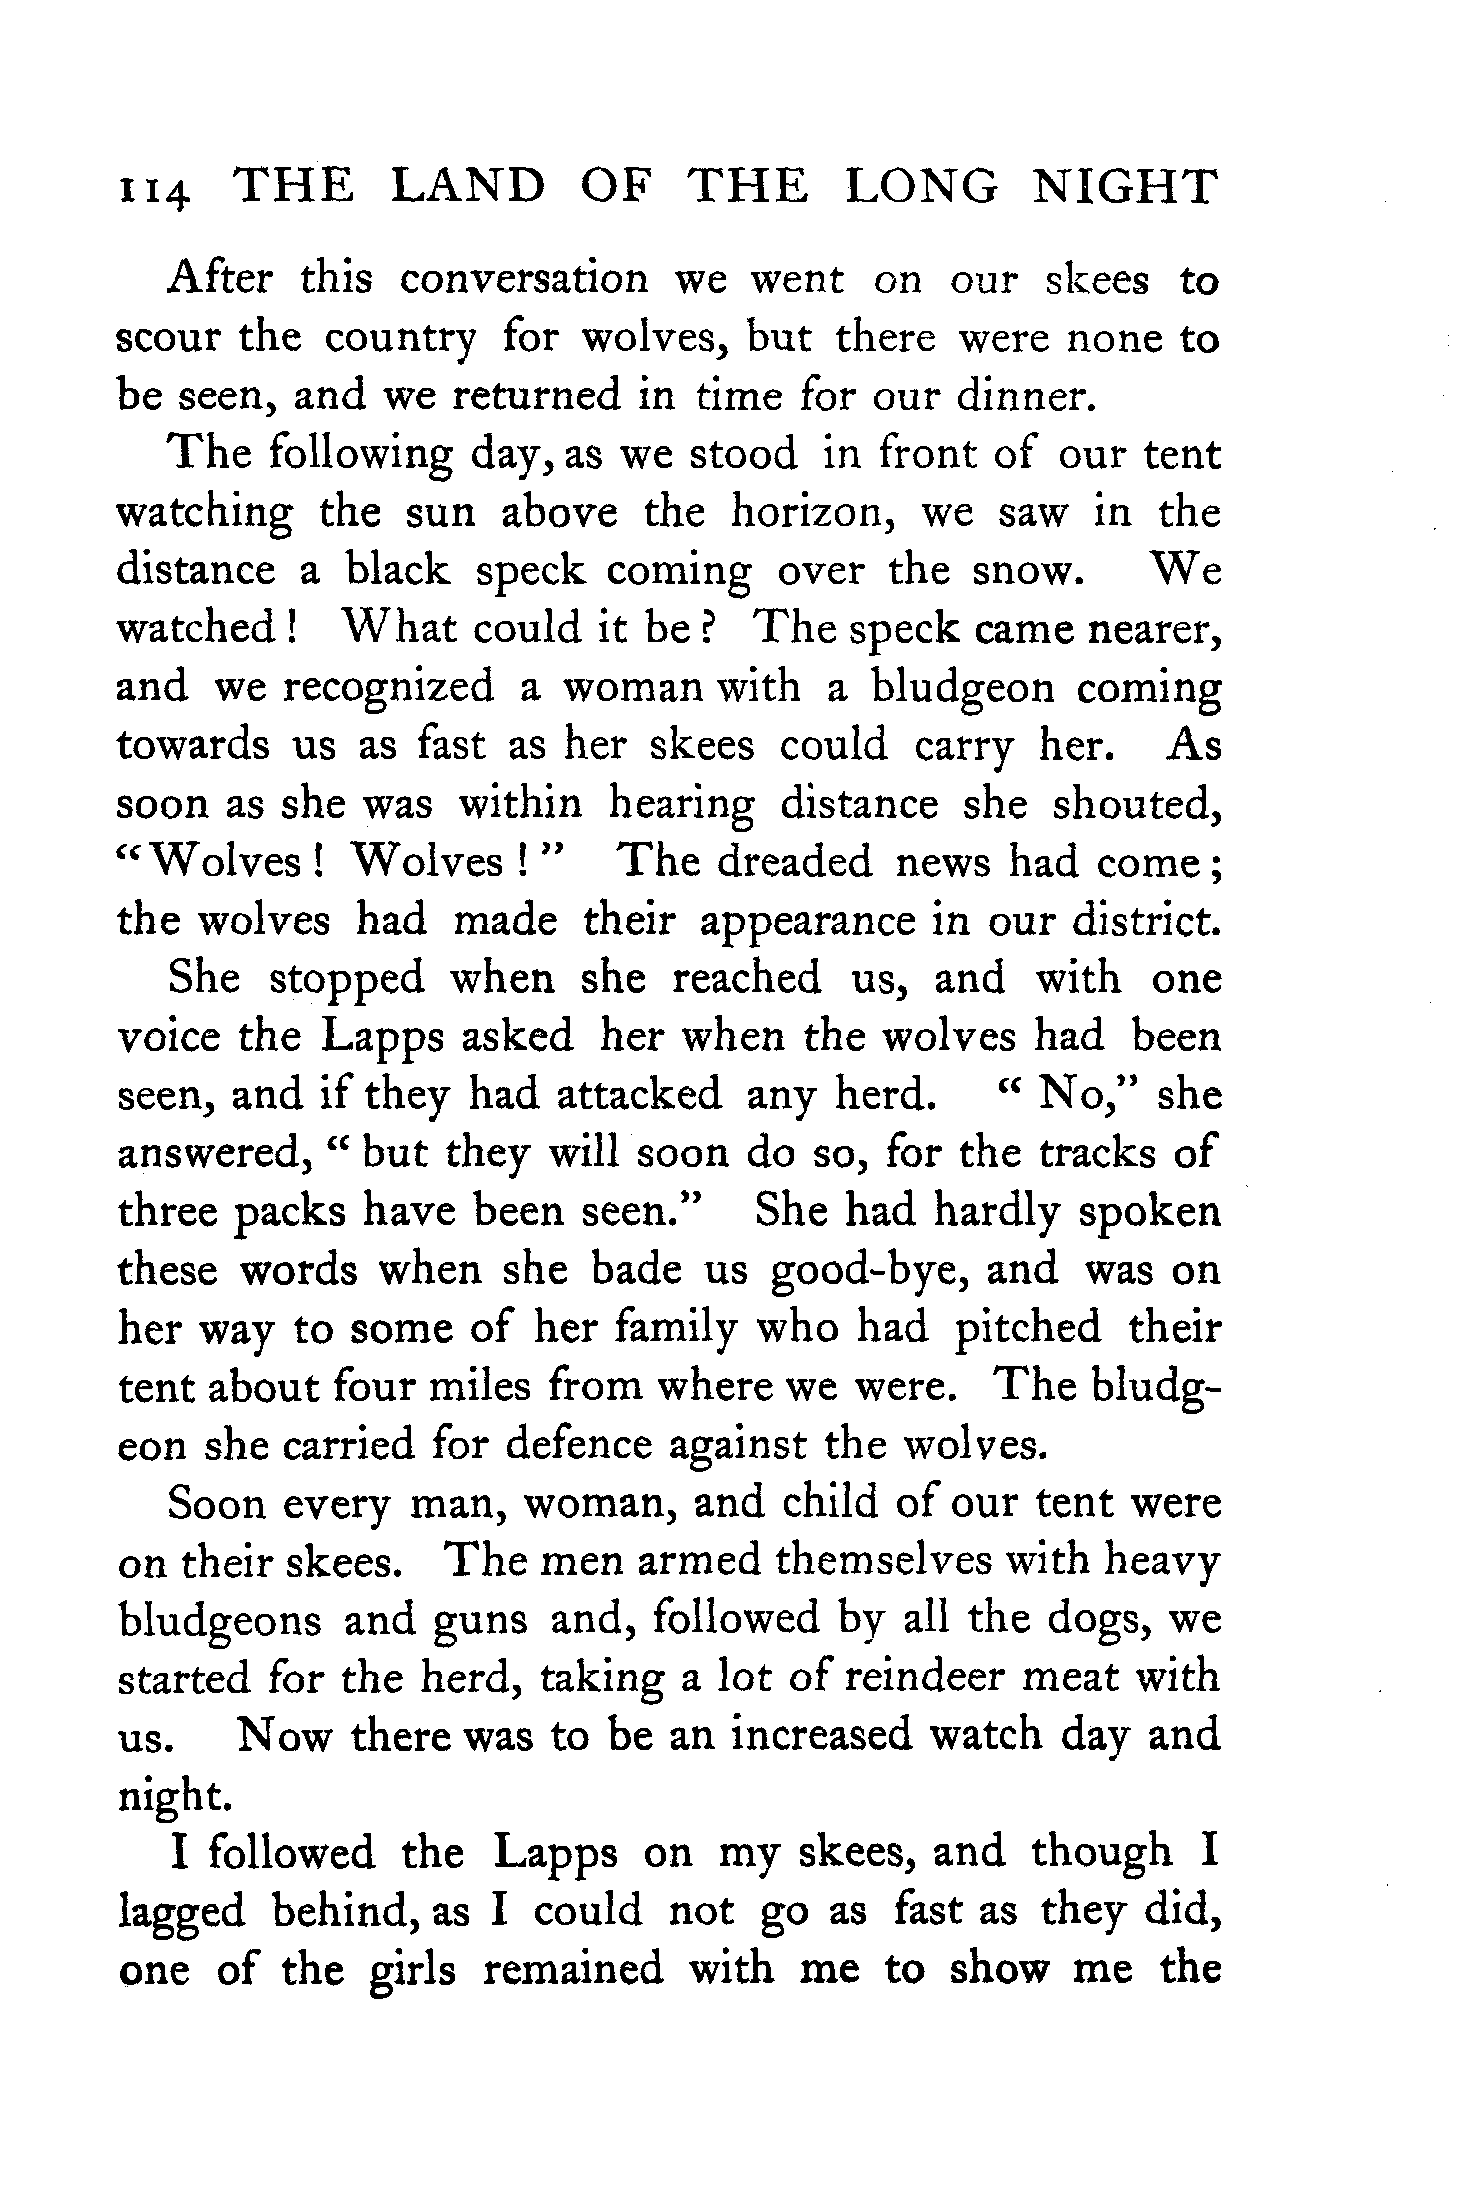 114 THE LAND OF THE LONG NIGHT
After this conversation we went on our skees to
scour the country for wolves, but there were none to
be seen, and we returned in time for our dinner.
The following day, as we stood in front of our tent
watching the sun above the horizon, we saw in the
distance a black speck coming over the snow. We
watched! What could it be? The speck came nearer,
and we recognized a woman with a bludgeon coming
towards us as fast as her skees could carry her. As
soon as she was within hearing distance she shouted,
“Wolves! Wolves!” The dreaded news had come;
the wolves had made their appearance in our district.
She stopped when she reached us, and with one
voice the Lapps asked her when the wolves had been
seen, and if they had attacked any herd. “No,” she
answered, “but they will soon do so, for the tracks of
three packs have been seen.” She had hardly spoken
these words when she bade us good-bye, and was on
her way to some of her family who had pitched their
tent about four miles from where we were. The bludg-
eon she carried for defence against the wolves.
Soon every man, woman, and child of our tent were
on their skees. The men armed themselves with heavy
bludgeons and guns and, followed by all the dogs, we
started for the herd, taking a lot of reindeer meat with
us. Now there was to be an increased watch day and
night.
I followed the Lapps on my skees, and though I
lagged behind, as I could not go as fast as they did,
one of the girls remained with me to show me the